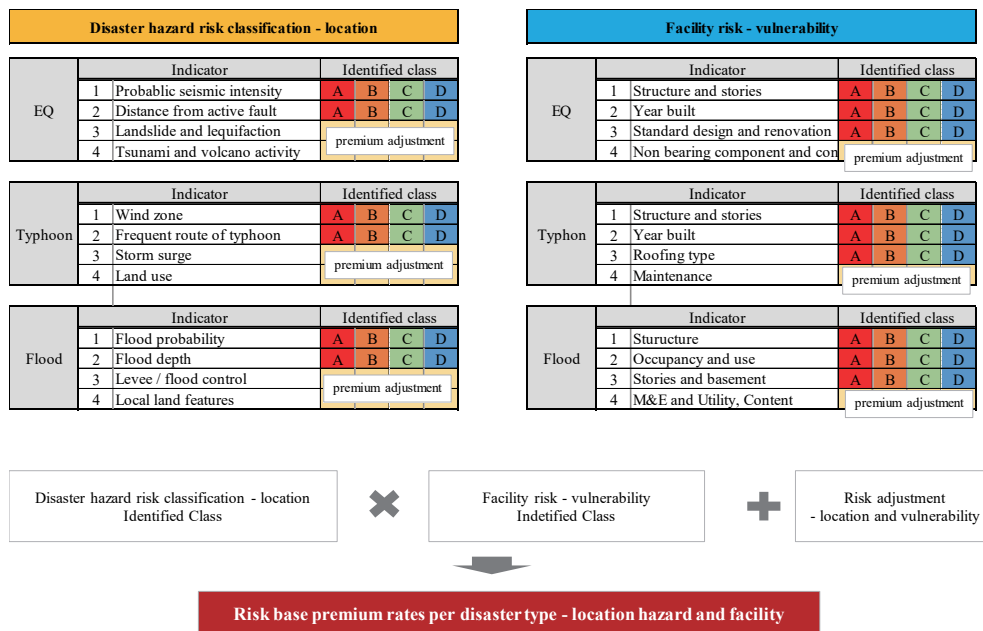 Disaster hazard risk classification - location
EQ
Indicator Identified class
1 Probablic seismic intensity A B C D
2 Distance from active fault A B C D
3 Landslide and lequifaction
4 Tsunami and volcano activity
premium adjustment
Typhoon
Indicator Identified class
1 Wind zone A B C D
2 Frequent route of typhoon A B C D
3 Storm surge
4 Land use
premium adjustment
Flood
Indicator Identified class
1 Flood probability A B C D
2 Flood depth A B C D
3 Levee / flood control
4 Local land features
premium adjustment
Facility risk - vulnerability
EQ
Indicator Identified class
1 Structure and stories A B C D
2 Year built A B C D
3 Standard design and renovation A B C D
4 Non bearing component and con
premium adjustment
Typhon
Indicator Identified class
1 Structure and stories A B C D
2 Year built A B C D
3 Roofing type A B C D
4 Maintenance
premium adjustment
Flood
Indicator Identified class
1 Sturucture A B C D
2 Occupancy and use A B C D
3 Stories and basement A B C D
4 M&E and Utility, Content
premium adjustment
Disaster hazard risk classification - location
Identified Class
Facility risk - vulnerability
Indetified Class
Risk adjustment
- location and vulnerability
Risk base premium rates per disaster type - location hazard and facility